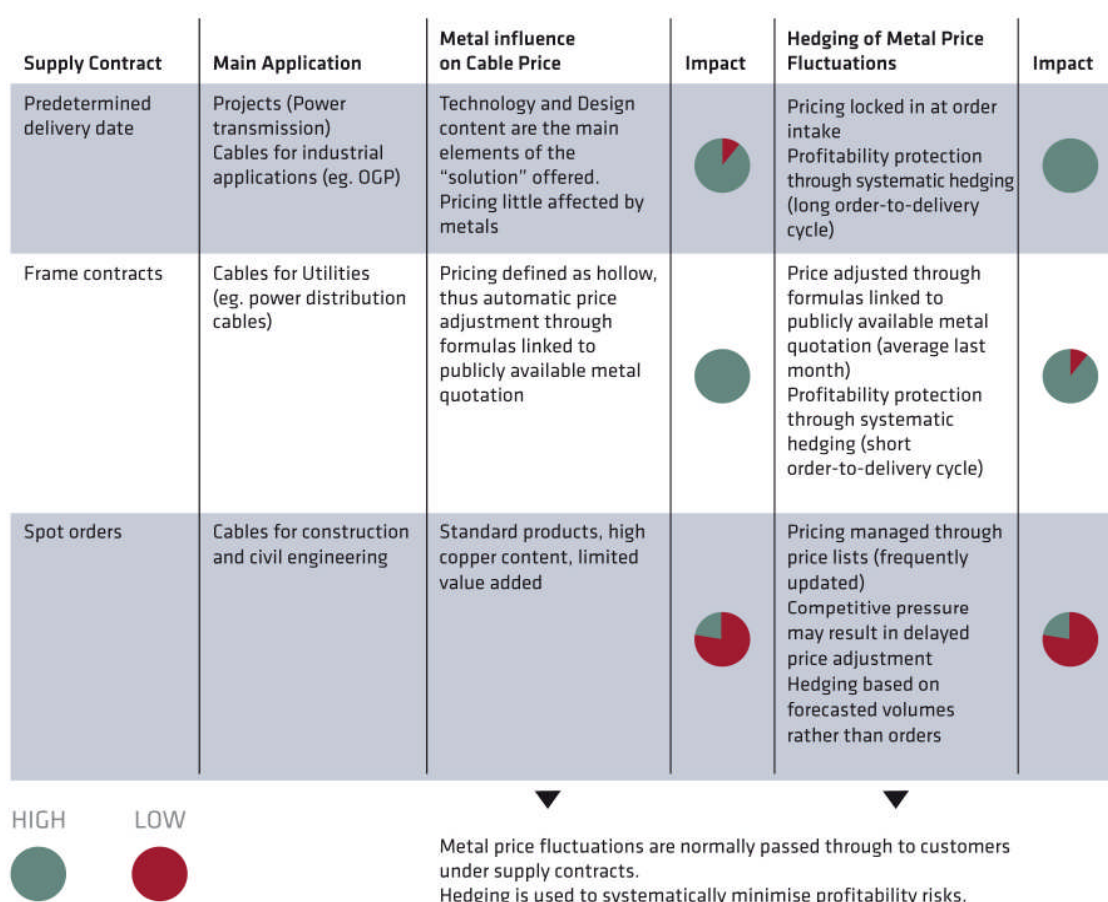 Supply Contract
Main Application
Metal influence
on Cable Price
Impact
Hedging of Metal Price
Fluctuations
Impact
Predetermined
delivery date
Projects (Power
transmission)
Cables for industrial
applications (eg. OGP)
Technology and Design
content are the main
elements of the
“solution” offered.
Pricing little affected by
metals
Pricing locked in at order
intake
Profitability protection
through systematic hedging
(long order-to-delivery
cycle)
Frame contracts
Cables for Utilities
(eg. power distribution
cables)
Pricing defined as hollow,
thus automatic price
adjustment through
formulas linked to
publicly available metal
quotation
Price adjusted through
formulas linked to
publicly available metal
quotation (average last
month)
Profitability protection
through systematic
hedging (short
order-to-delivery cycle)
Spot orders
Cables for construction
and civil engineering
Standard products, high
copper content, limited
value added
Pricing managed through
price lists (frequently
updated)
Competitive pressure
may result in delayed
price adjustment
Hedging based on
forecasted volumes
rather than orders
HIGH
LOW
Metal price fluctuations are normally passed through to customers
under supply contracts.
Hedging is used to systematically minimise profitability risks.